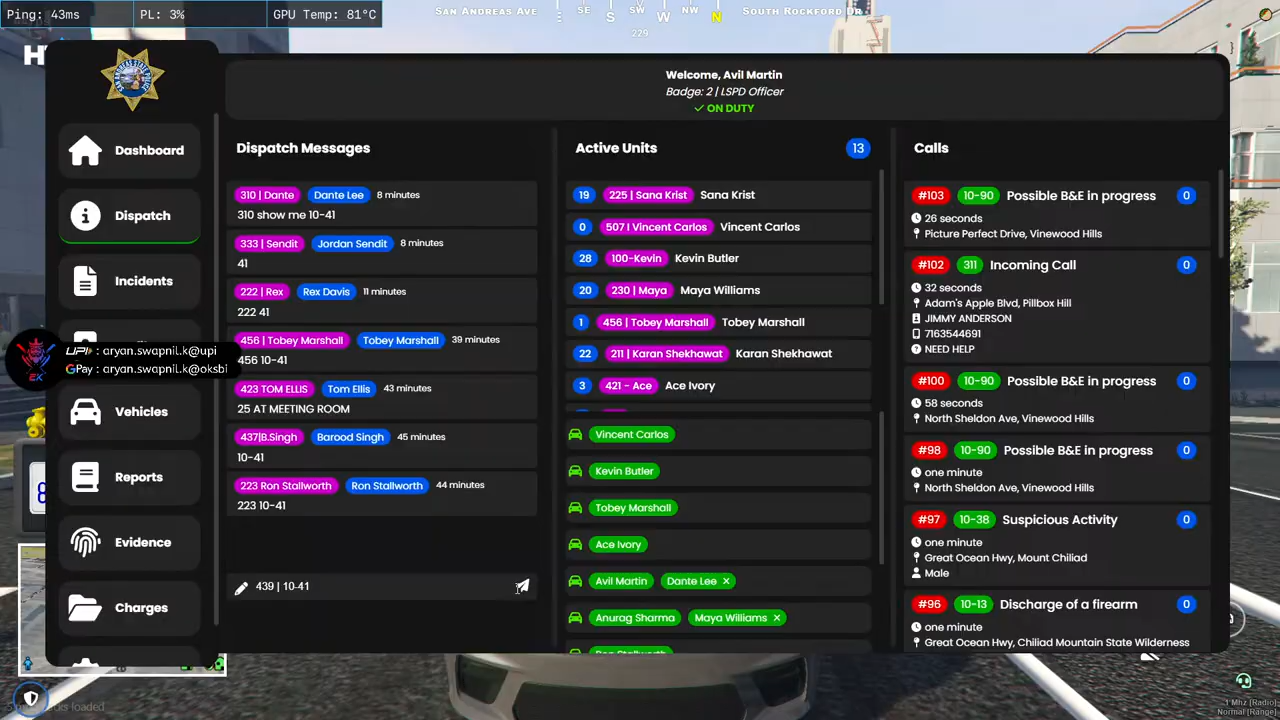 Ping: 43ms
PL: 3%
GPU Temp: 81°C
SAN ANDREAS AVE
E
SE
S
SW
W
NW
N
SOUTH ROCKFORD DR
229
Welcome, Avil Martin
Badge: 2 | LSPD Officer
✓ ON DUTY
Dashboard
Dispatch
Incidents
UPI : aryan.swapnil.k@upi
GPay : aryan.swapnil.k@oksbi
EK
Vehicles
Reports
Evidence
Charges
Dispatch Messages
310 | Dante Dante Lee 8 minutes
310 show me 10-41
333 | Sendit Jordan Sendit 8 minutes
41
222 | Rex Rex Davis 11 minutes
222 41
456 | Tobey Marshall Tobey Marshall 39 minutes
456 10-41
423 TOM ELLIS Tom Ellis 43 minutes
25 AT MEETING ROOM
437|B.Singh Barood Singh 45 minutes
10-41
223 Ron Stallworth Ron Stallworth 44 minutes
223 10-41
439 | 10-41
Active Units 13
19 225 | Sana Krist Sana Krist
0 507 I Vincent Carlos Vincent Carlos
28 100-Kevin Kevin Butler
20 230 | Maya Maya Williams
1 456 | Tobey Marshall Tobey Marshall
22 211 | Karan Shekhawat Karan Shekhawat
3 421 - Ace Ace Ivory
Vincent Carlos
Kevin Butler
Tobey Marshall
Ace Ivory
Avil Martin Dante Lee ×
Anurag Sharma Maya Williams ×
Ron Stallworth
Calls
#103 10-90 Possible B&E in progress 0
26 seconds
Picture Perfect Drive, Vinewood Hills
#102 311 Incoming Call 0
32 seconds
Adam's Apple Blvd, Pillbox Hill
JIMMY ANDERSON
7163544691
NEED HELP
#100 10-90 Possible B&E in progress 0
58 seconds
North Sheldon Ave, Vinewood Hills
#98 10-90 Possible B&E in progress 0
one minute
North Sheldon Ave, Vinewood Hills
#97 10-38 Suspicious Activity 0
one minute
Great Ocean Hwy, Mount Chiliad
Male
#96 10-13 Discharge of a firearm 0
one minute
Great Ocean Hwy, Chiliad Mountain State Wilderness
1 Mhz [Radio]
Normal [Range]